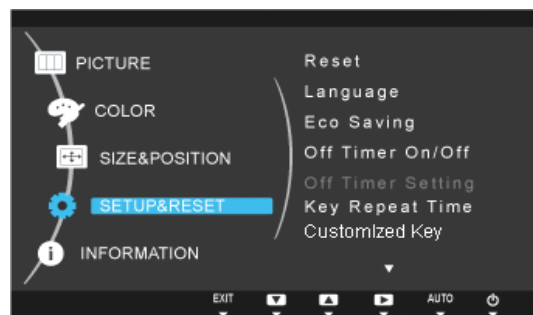 PICTURE
COLOR
SIZE&POSITION
SETUP&RESET
INFORMATION
Reset
Language
Eco Saving
Off Timer On/Off
Off Timer Setting
Key Repeat Time
Customized Key
EXIT AUTO